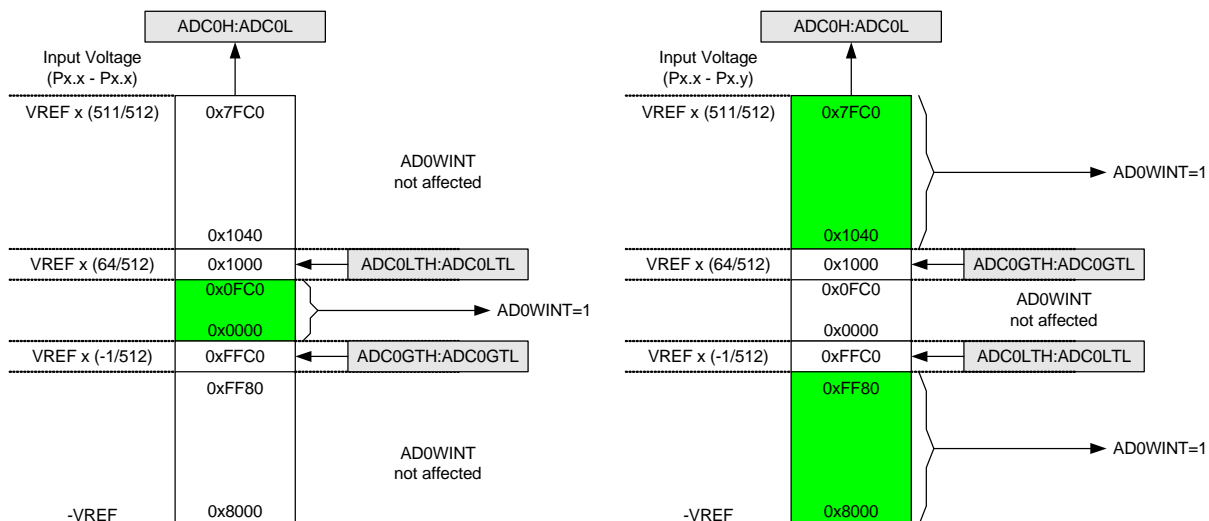 ADC0H:ADC0L
Input Voltage
(Px.x - Px.x)
VREF x (511/512)
0x7FC0
AD0WINT
not affected
0x1040
VREF x (64/512)
0x1000
ADC0LTH:ADC0LTL
0x0FC0
AD0WINT=1
0x0000
VREF x (-1/512)
0xFFC0
ADC0GTH:ADC0GTL
0xFF80
AD0WINT
not affected
-VREF
0x8000
ADC0H:ADC0L
Input Voltage
(Px.x - Px.y)
VREF x (511/512)
0x7FC0
AD0WINT=1
0x1040
VREF x (64/512)
0x1000
ADC0GTH:ADC0GTL
0x0FC0
AD0WINT
not affected
0x0000
VREF x (-1/512)
0xFFC0
ADC0LTH:ADC0LTL
0xFF80
AD0WINT=1
-VREF
0x8000